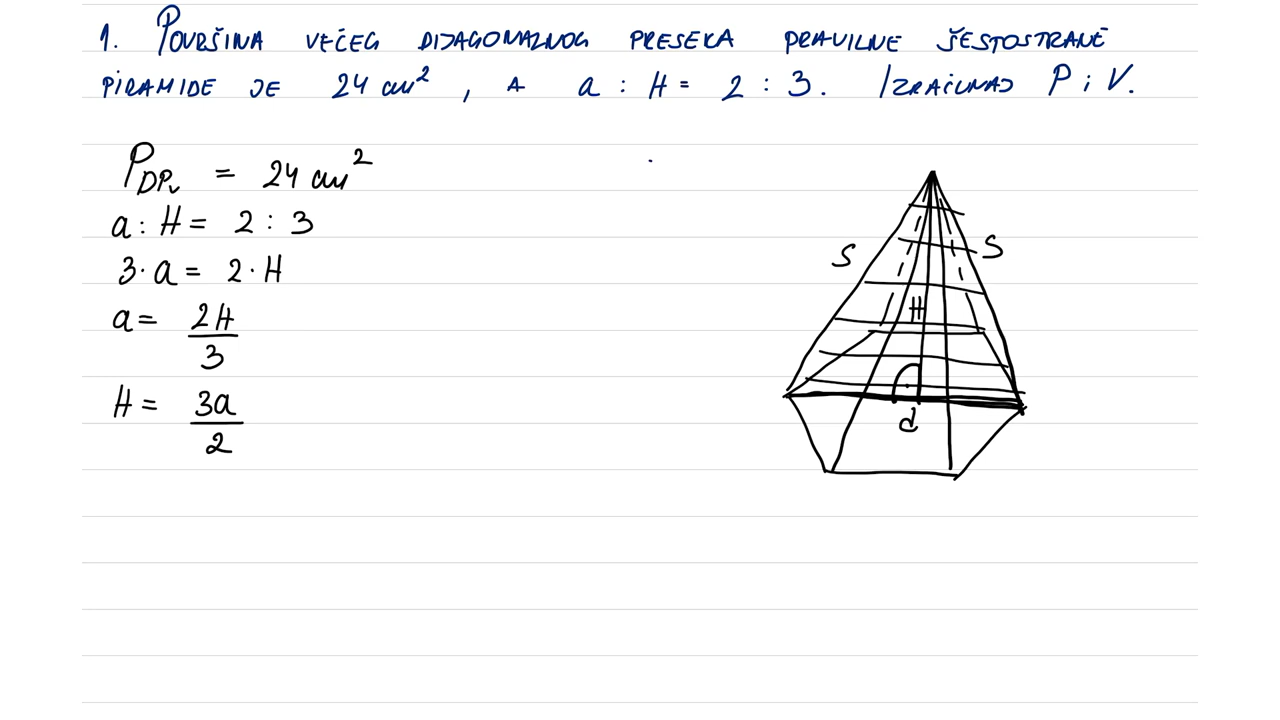 1. POVRŠINA VEĆEG DIJAGONALNOG PRESEKA PRAVILNE ŠESTOSTRANE
PIRAMIDE JE 24 cm², A a : H = 2 : 3. IZRAČUNAJ P i V.
P_DPv = 24 cm²
a : H = 2 : 3
3 · a = 2 · H
a = 2H/3
H = 3a/2
S S
H
d